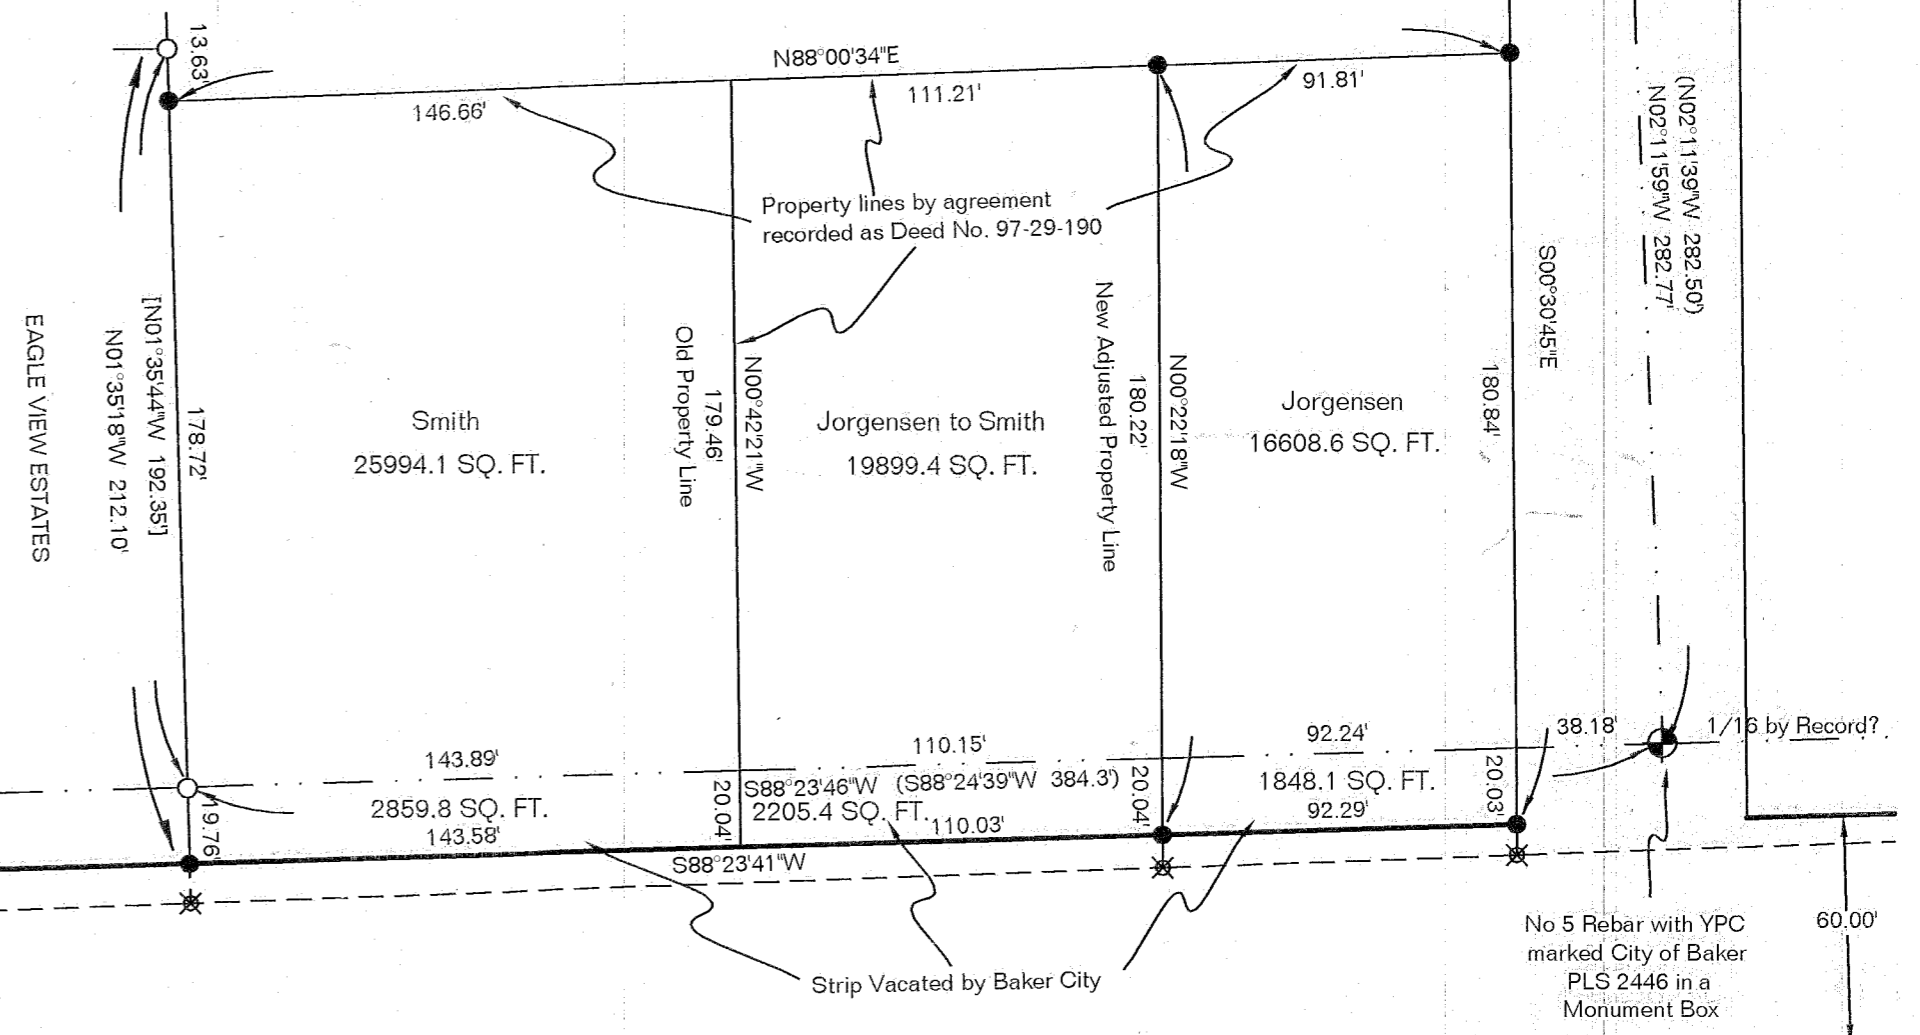 13.63'
N88°00'34"E
146.66'
111.21'
91.81'
(N02°11'39"W 282.50')
N02°11'59"W 282.77'
Property lines by agreement
recorded as Deed No. 97-29-190
EAGLE VIEW ESTATES
N01°35'18"W 212.10'
[N01°35'44"W 192.35']
178.72'
Smith
25994.1 SQ. FT.
Old Property Line
179.46'
N00°42'21"W
Jorgensen to Smith
19899.4 SQ. FT.
New Adjusted Property Line
180.22'
N00°22'18"W
Jorgensen
16608.6 SQ. FT.
180.84'
S00°30'45"E
143.89'
110.15'
92.24'
38.18'
1/16 by Record?
S88°23'46"W (S88°24'39"W 384.3')
19.76'
2859.8 SQ. FT.
20.04'
2205.4 SQ. FT.
20.04'
1848.1 SQ. FT.
20.03'
143.58'
110.03'
92.29'
S88°23'41"W
Strip Vacated by Baker City
No 5 Rebar with YPC
marked City of Baker
PLS 2446 in a
Monument Box
60.00'